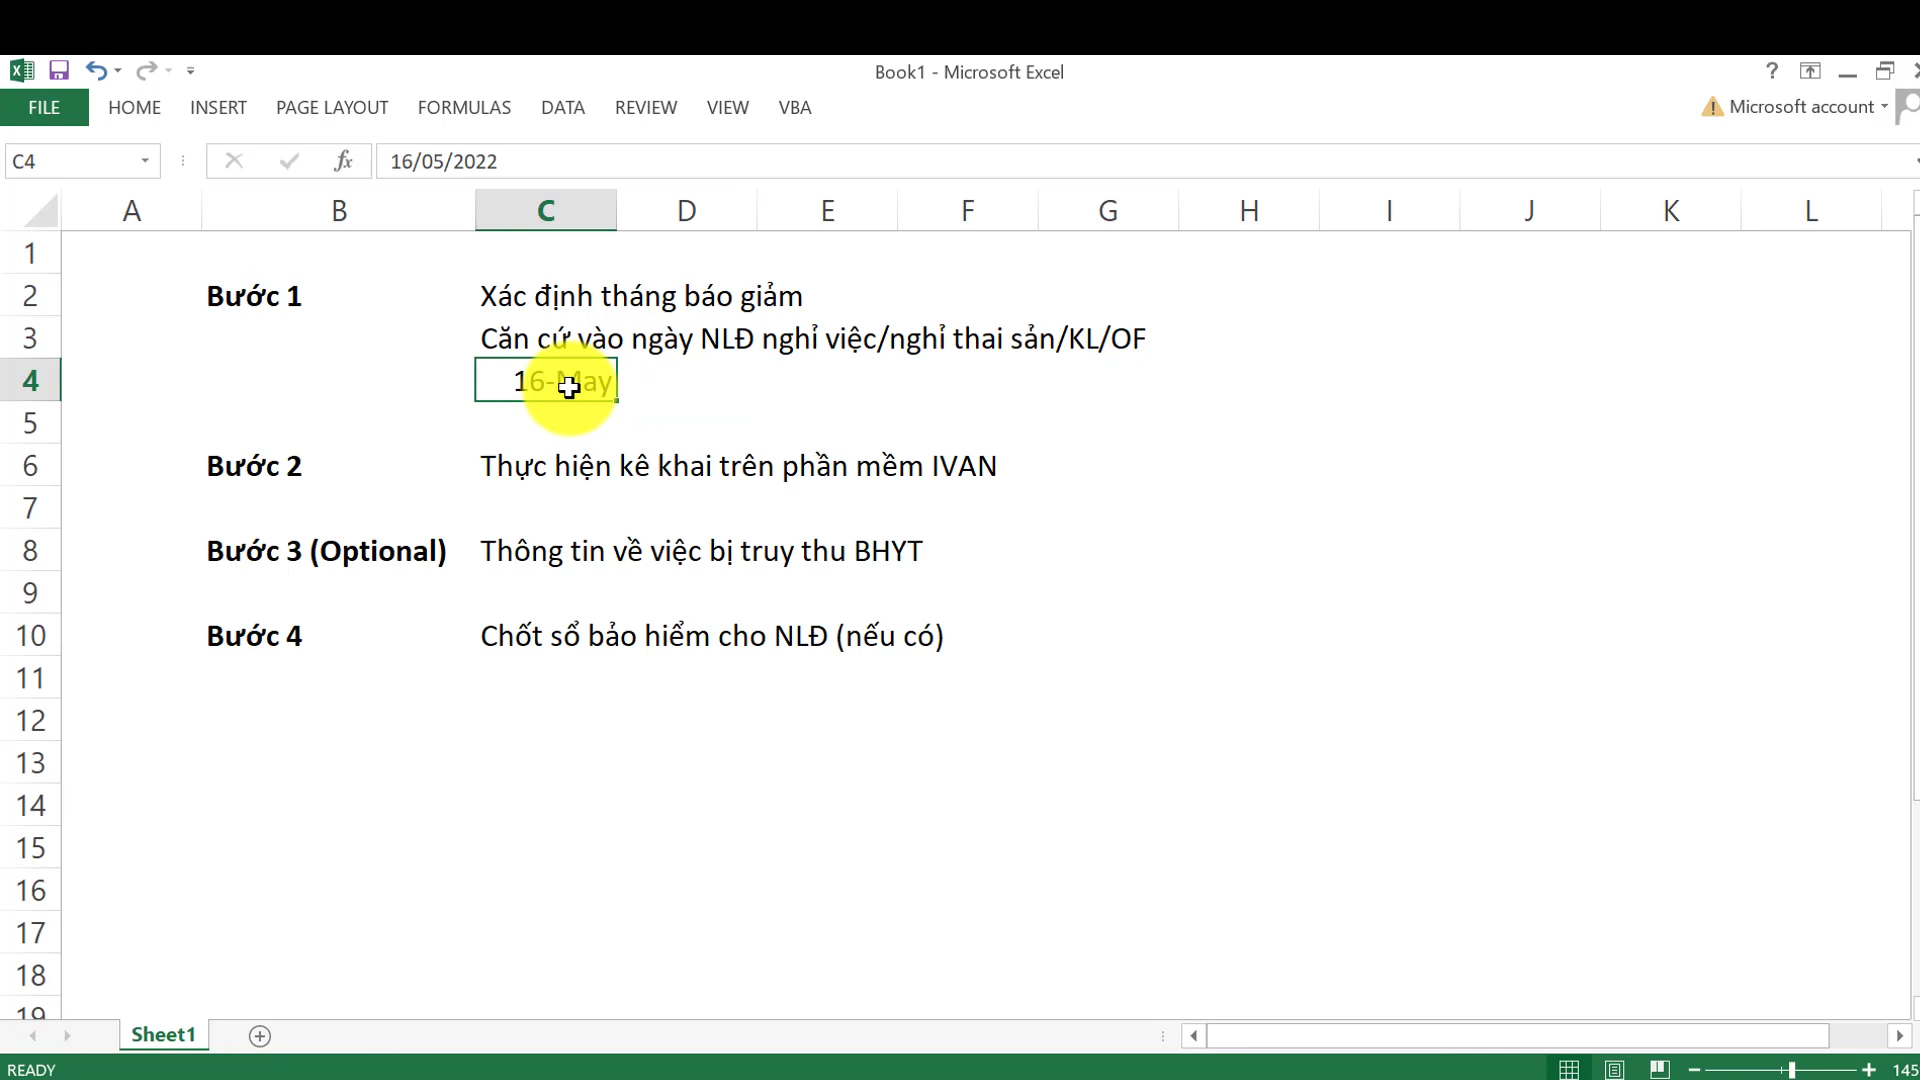 Book1 - Microsoft Excel
?
FILE HOME INSERT PAGE LAYOUT FORMULAS DATA REVIEW VIEW VBA
Microsoft account
C4
fx
16/05/2022
A B C D E F G H I J K L
1
2 Bước 1 Xác định tháng báo giảm
3 Căn cứ vào ngày NLĐ nghỉ việc/nghỉ thai sản/KL/OF
4 16-May
5
6 Bước 2 Thực hiện kê khai trên phần mềm IVAN
7
8 Bước 3 (Optional) Thông tin về việc bị truy thu BHYT
9
10 Bước 4 Chốt sổ bảo hiểm cho NLĐ (nếu có)
11
12
13
14
15
16
17
18
19
Sheet1
READY
145